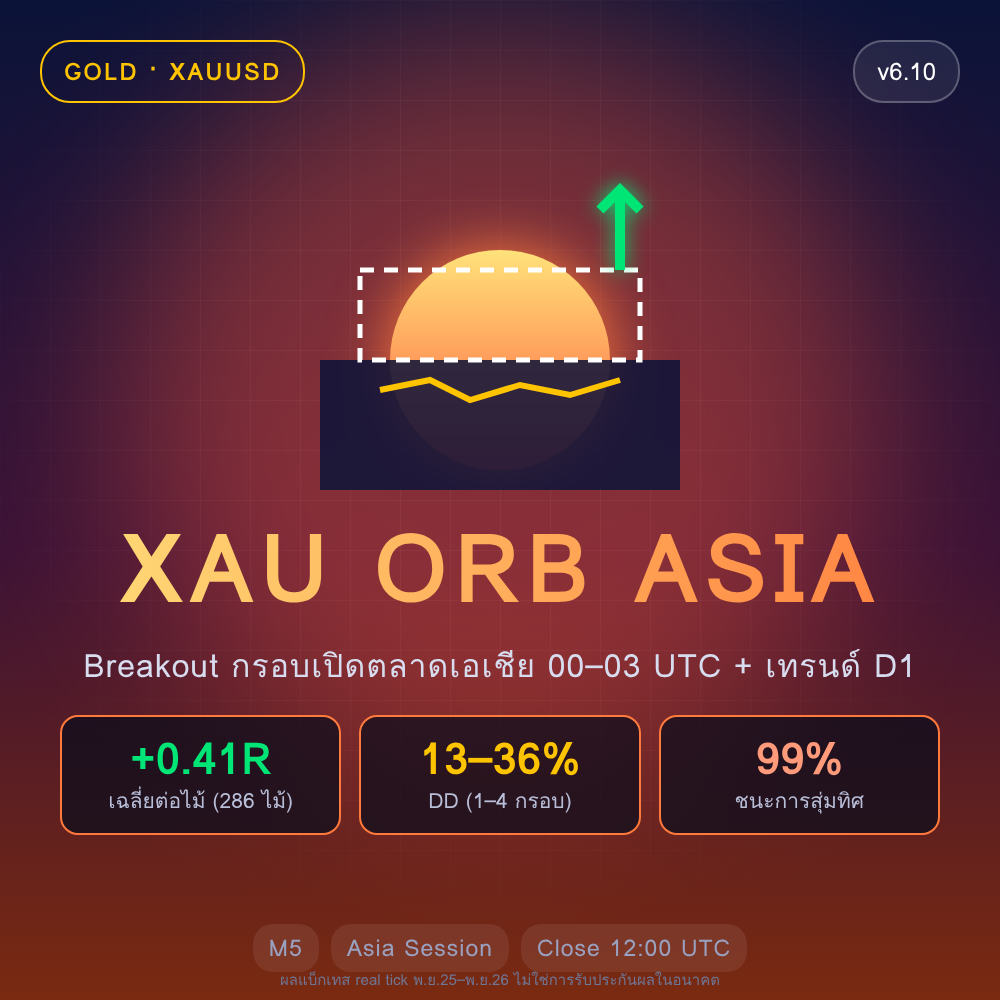 GOLD · XAUUSD
v6.10
XAU ORB ASIA
Breakout กรอบเปิดตลาดเอเชีย 00–03 UTC + เทรนด์ D1
+0.41R
เฉลี่ยต่อไม้ (286 ไม้)
13–36%
DD (1–4 กรอบ)
99%
ชนะการสุ่มทิศ
M5
Asia Session
Close 12:00 UTC
ผลแบ็กเทส real tick พ.ย.25–พ.ย.26 ไม่ใช่การรับประกันผลในอนาคต